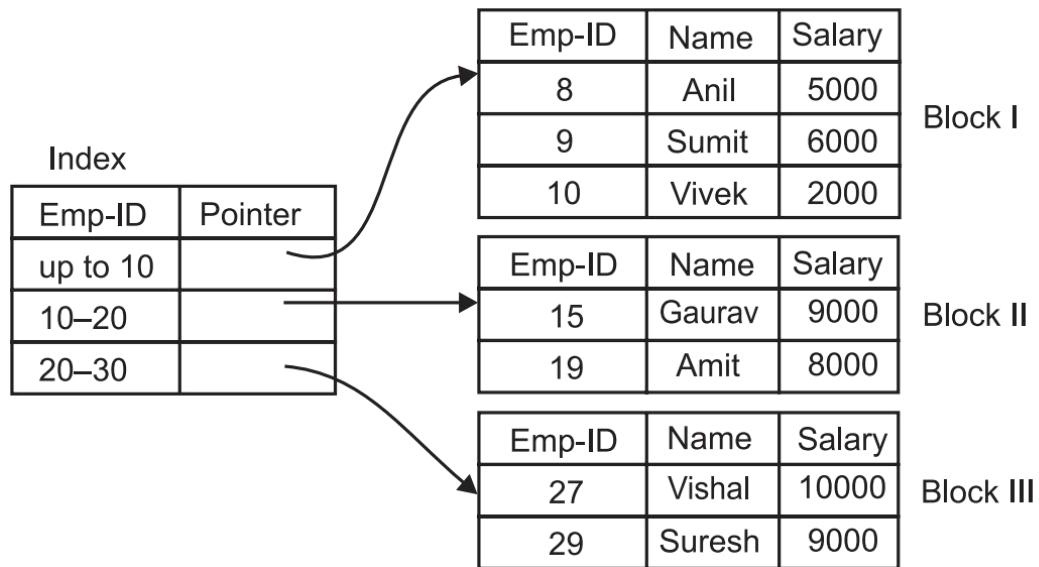 Index
Emp-ID Pointer
up to 10
10–20
20–30
Emp-ID Name Salary
8 Anil 5000
9 Sumit 6000
10 Vivek 2000
Block I
Emp-ID Name Salary
15 Gaurav 9000
19 Amit 8000
Block II
Emp-ID Name Salary
27 Vishal 10000
29 Suresh 9000
Block III